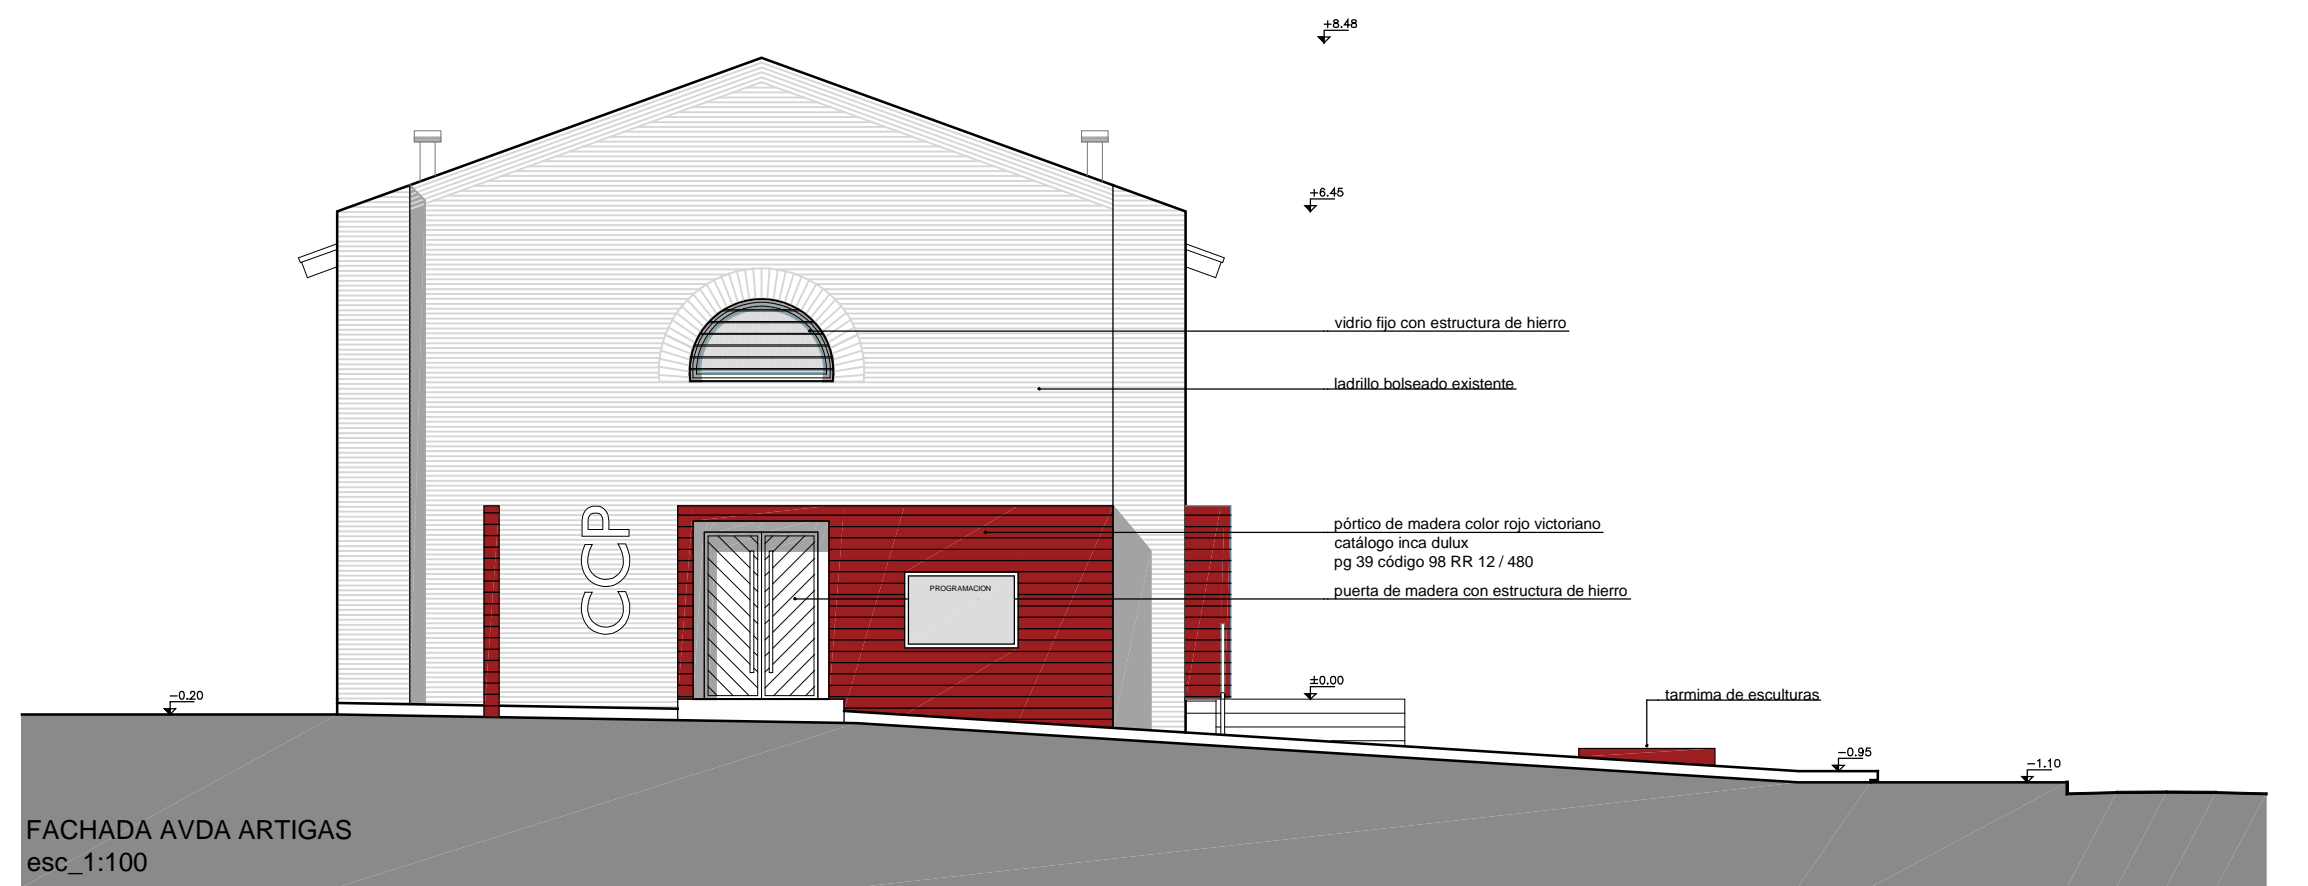 +8.48
+6.45
vidrio fijo con estructura de hierro
ladrillo bolseado existente
CCP
pórtico de madera color rojo victoriano
catálogo inca dulux
pg 39 código 98 RR 12 / 480
PROGRAMACION
puerta de madera con estructura de hierro
±0.00
-0.20
tarmima de esculturas
-0.95
-1.10
FACHADA AVDA ARTIGAS
esc_1:100